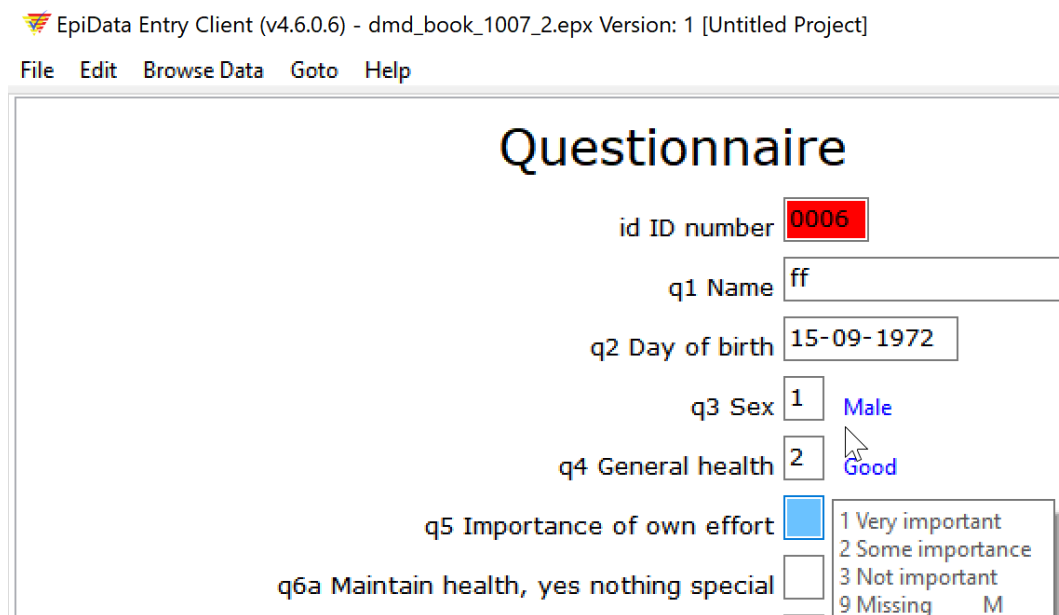 EpiData Entry Client (v4.6.0.6) - dmd_book_1007_2.epx Version: 1 [Untitled Project]
File Edit Browse Data Goto Help
Questionnaire
id ID number 0006
q1 Name ff
q2 Day of birth 15-09-1972
q3 Sex 1 Male
q4 General health 2 Good
q5 Importance of own effort
1 Very important
2 Some importance
q6a Maintain health, yes nothing special
3 Not important
9 Missing M